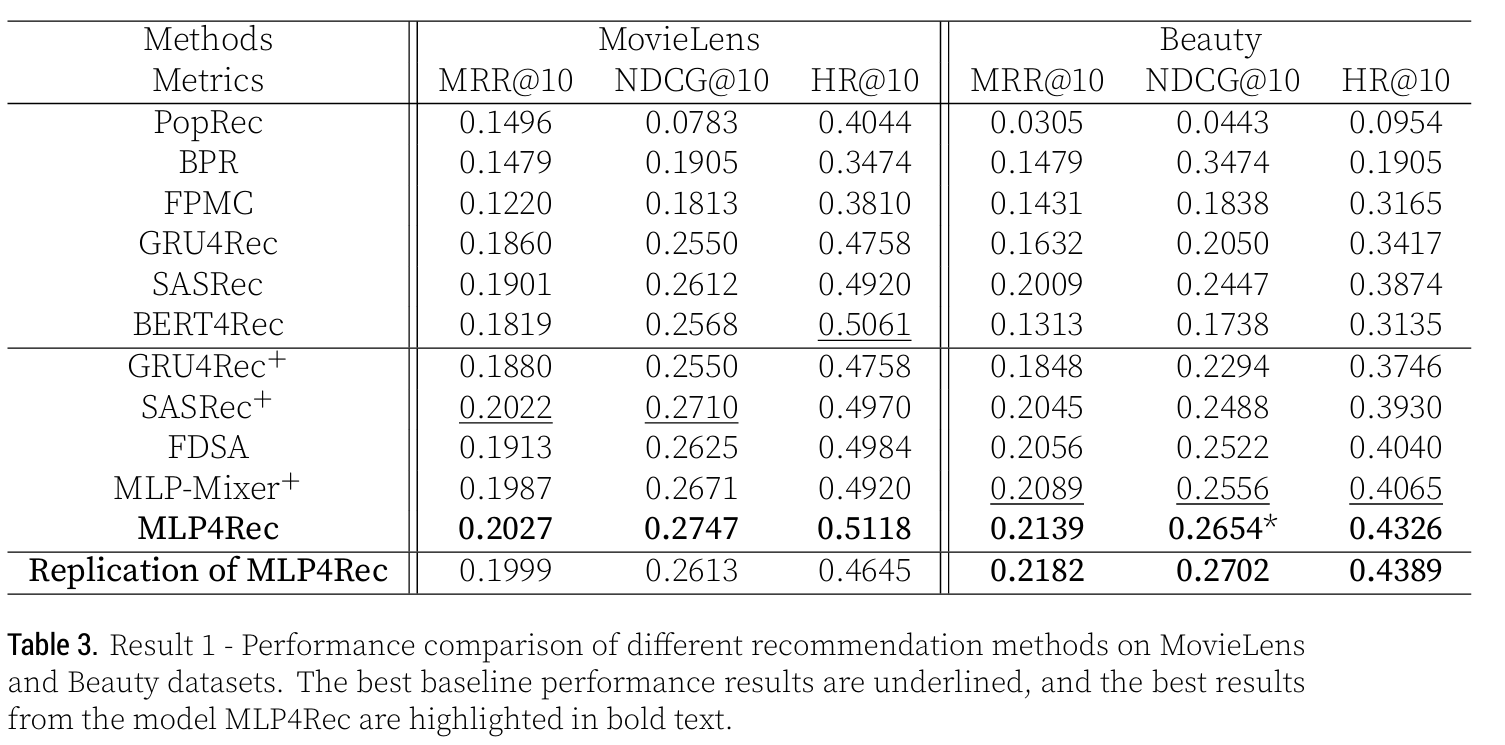 Methods MovieLens Beauty
Metrics MRR@10 NDCG@10 HR@10 MRR@10 NDCG@10 HR@10
PopRec 0.1496 0.0783 0.4044 0.0305 0.0443 0.0954
BPR 0.1479 0.1905 0.3474 0.1479 0.3474 0.1905
FPMC 0.1220 0.1813 0.3810 0.1431 0.1838 0.3165
GRU4Rec 0.1860 0.2550 0.4758 0.1632 0.2050 0.3417
SASRec 0.1901 0.2612 0.4920 0.2009 0.2447 0.3874
BERT4Rec 0.1819 0.2568 0.5061 0.1313 0.1738 0.3135
GRU4Rec+ 0.1880 0.2550 0.4758 0.1848 0.2294 0.3746
SASRec+ 0.2022 0.2710 0.4970 0.2045 0.2488 0.3930
FDSA 0.1913 0.2625 0.4984 0.2056 0.2522 0.4040
MLP-Mixer+ 0.1987 0.2671 0.4920 0.2089 0.2556 0.4065
MLP4Rec 0.2027 0.2747 0.5118 0.2139 0.2654* 0.4326
Replication of MLP4Rec 0.1999 0.2613 0.4645 0.2182 0.2702 0.4389
Table 3. Result 1 - Performance comparison of different recommendation methods on MovieLens
and Beauty datasets. The best baseline performance results are underlined, and the best results
from the model MLP4Rec are highlighted in bold text.